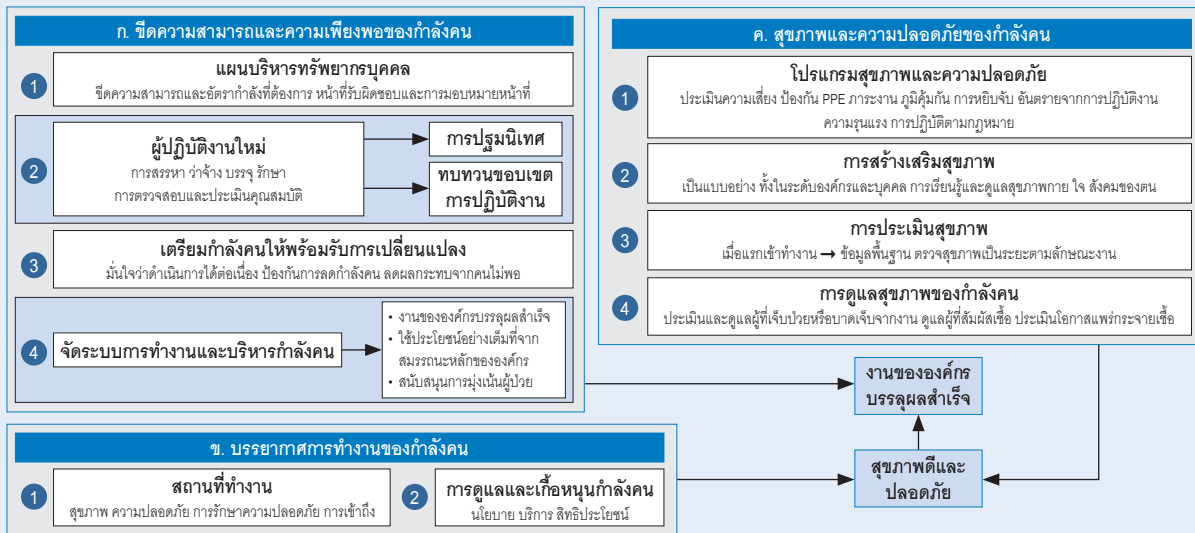 ก. ขีดความสามารถและความเพียงพอของกำลังคน
1
แผนบริหารทรัพยากรบุคคล
ขีดความสามารถและอัตรากำลังที่ต้องการ หน้าที่รับผิดชอบและการมอบหมายหน้าที่
2
ผู้ปฏิบัติงานใหม่
การสรรหา ว่าจ้าง บรรจุ รักษา
การตรวจสอบและประเมินคุณสมบัติ
การปฐมนิเทศ
ทบทวนขอบเขต
การปฏิบัติงาน
3
เตรียมกำลังคนให้พร้อมรับการเปลี่ยนแปลง
มั่นใจว่าดำเนินการได้ต่อเนื่อง ป้องกันการลดกำลังคน ลดผลกระทบจากคนไม่พอ
4
จัดระบบการทำงานและบริหารกำลังคน
• งานขององค์กรบรรลุผลสำเร็จ
• ใช้ประโยชน์อย่างเต็มที่จาก
สมรรถนะหลักขององค์กร
• สนับสนุนการมุ่งเน้นผู้ป่วย
ค. สุขภาพและความปลอดภัยของกำลังคน
1
โปรแกรมสุขภาพและความปลอดภัย
ประเมินความเสี่ยง ป้องกัน PPE ภาระงาน ภูมิคุ้มกัน การหยิบจับ อันตรายจากการปฏิบัติงาน
ความรุนแรง การปฏิบัติตามกฎหมาย
2
การสร้างเสริมสุขภาพ
เป็นแบบอย่าง ทั้งในระดับองค์กรและบุคคล การเรียนรู้และดูแลสุขภาพกาย ใจ สังคมของตน
3
การประเมินสุขภาพ
เมื่อแรกเข้าทำงาน → ข้อมูลพื้นฐาน ตรวจสุขภาพเป็นระยะตามลักษณะงาน
4
การดูแลสุขภาพของกำลังคน
ประเมินและดูแลผู้ที่เจ็บป่วยหรือบาดเจ็บจากงาน ดูแลผู้ที่สัมผัสเชื้อ ประเมินโอกาสแพร่กระจายเชื้อ
งานขององค์กร
บรรลุผลสำเร็จ
สุขภาพดีและ
ปลอดภัย
ข. บรรยากาศการทำงานของกำลังคน
1
สถานที่ทำงาน
สุขภาพ ความปลอดภัย การรักษาความปลอดภัย การเข้าถึง
2
การดูแลและเกื้อหนุนกำลังคน
นโยบาย บริการ สิทธิประโยชน์